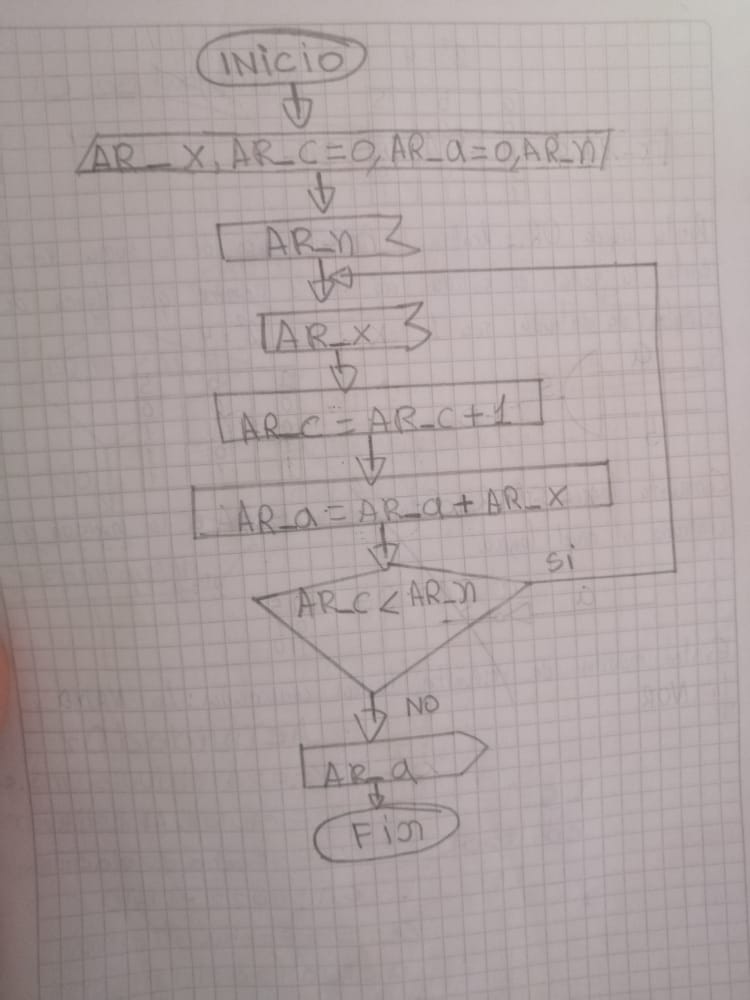 INICIO
AR_X, AR_C=0, AR_a=0, AR_n
AR_n
AR_X
AR_C = AR_C + 1
AR_a = AR_a + AR_X
AR_C < AR_n
si
NO
AR_a
Fin